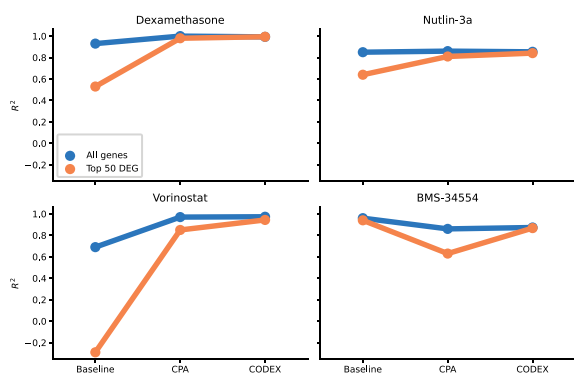 Dexamethasone
Nutlin-3a
1.0
0.8
0.6
0.4
0.2
0.0
−0.2
R²
All genes
Top 50 DEG
Vorinostat
BMS-34554
1.0
0.8
0.6
0.4
0.2
0.0
−0.2
R²
Baseline
CPA
CODEX
Baseline
CPA
CODEX